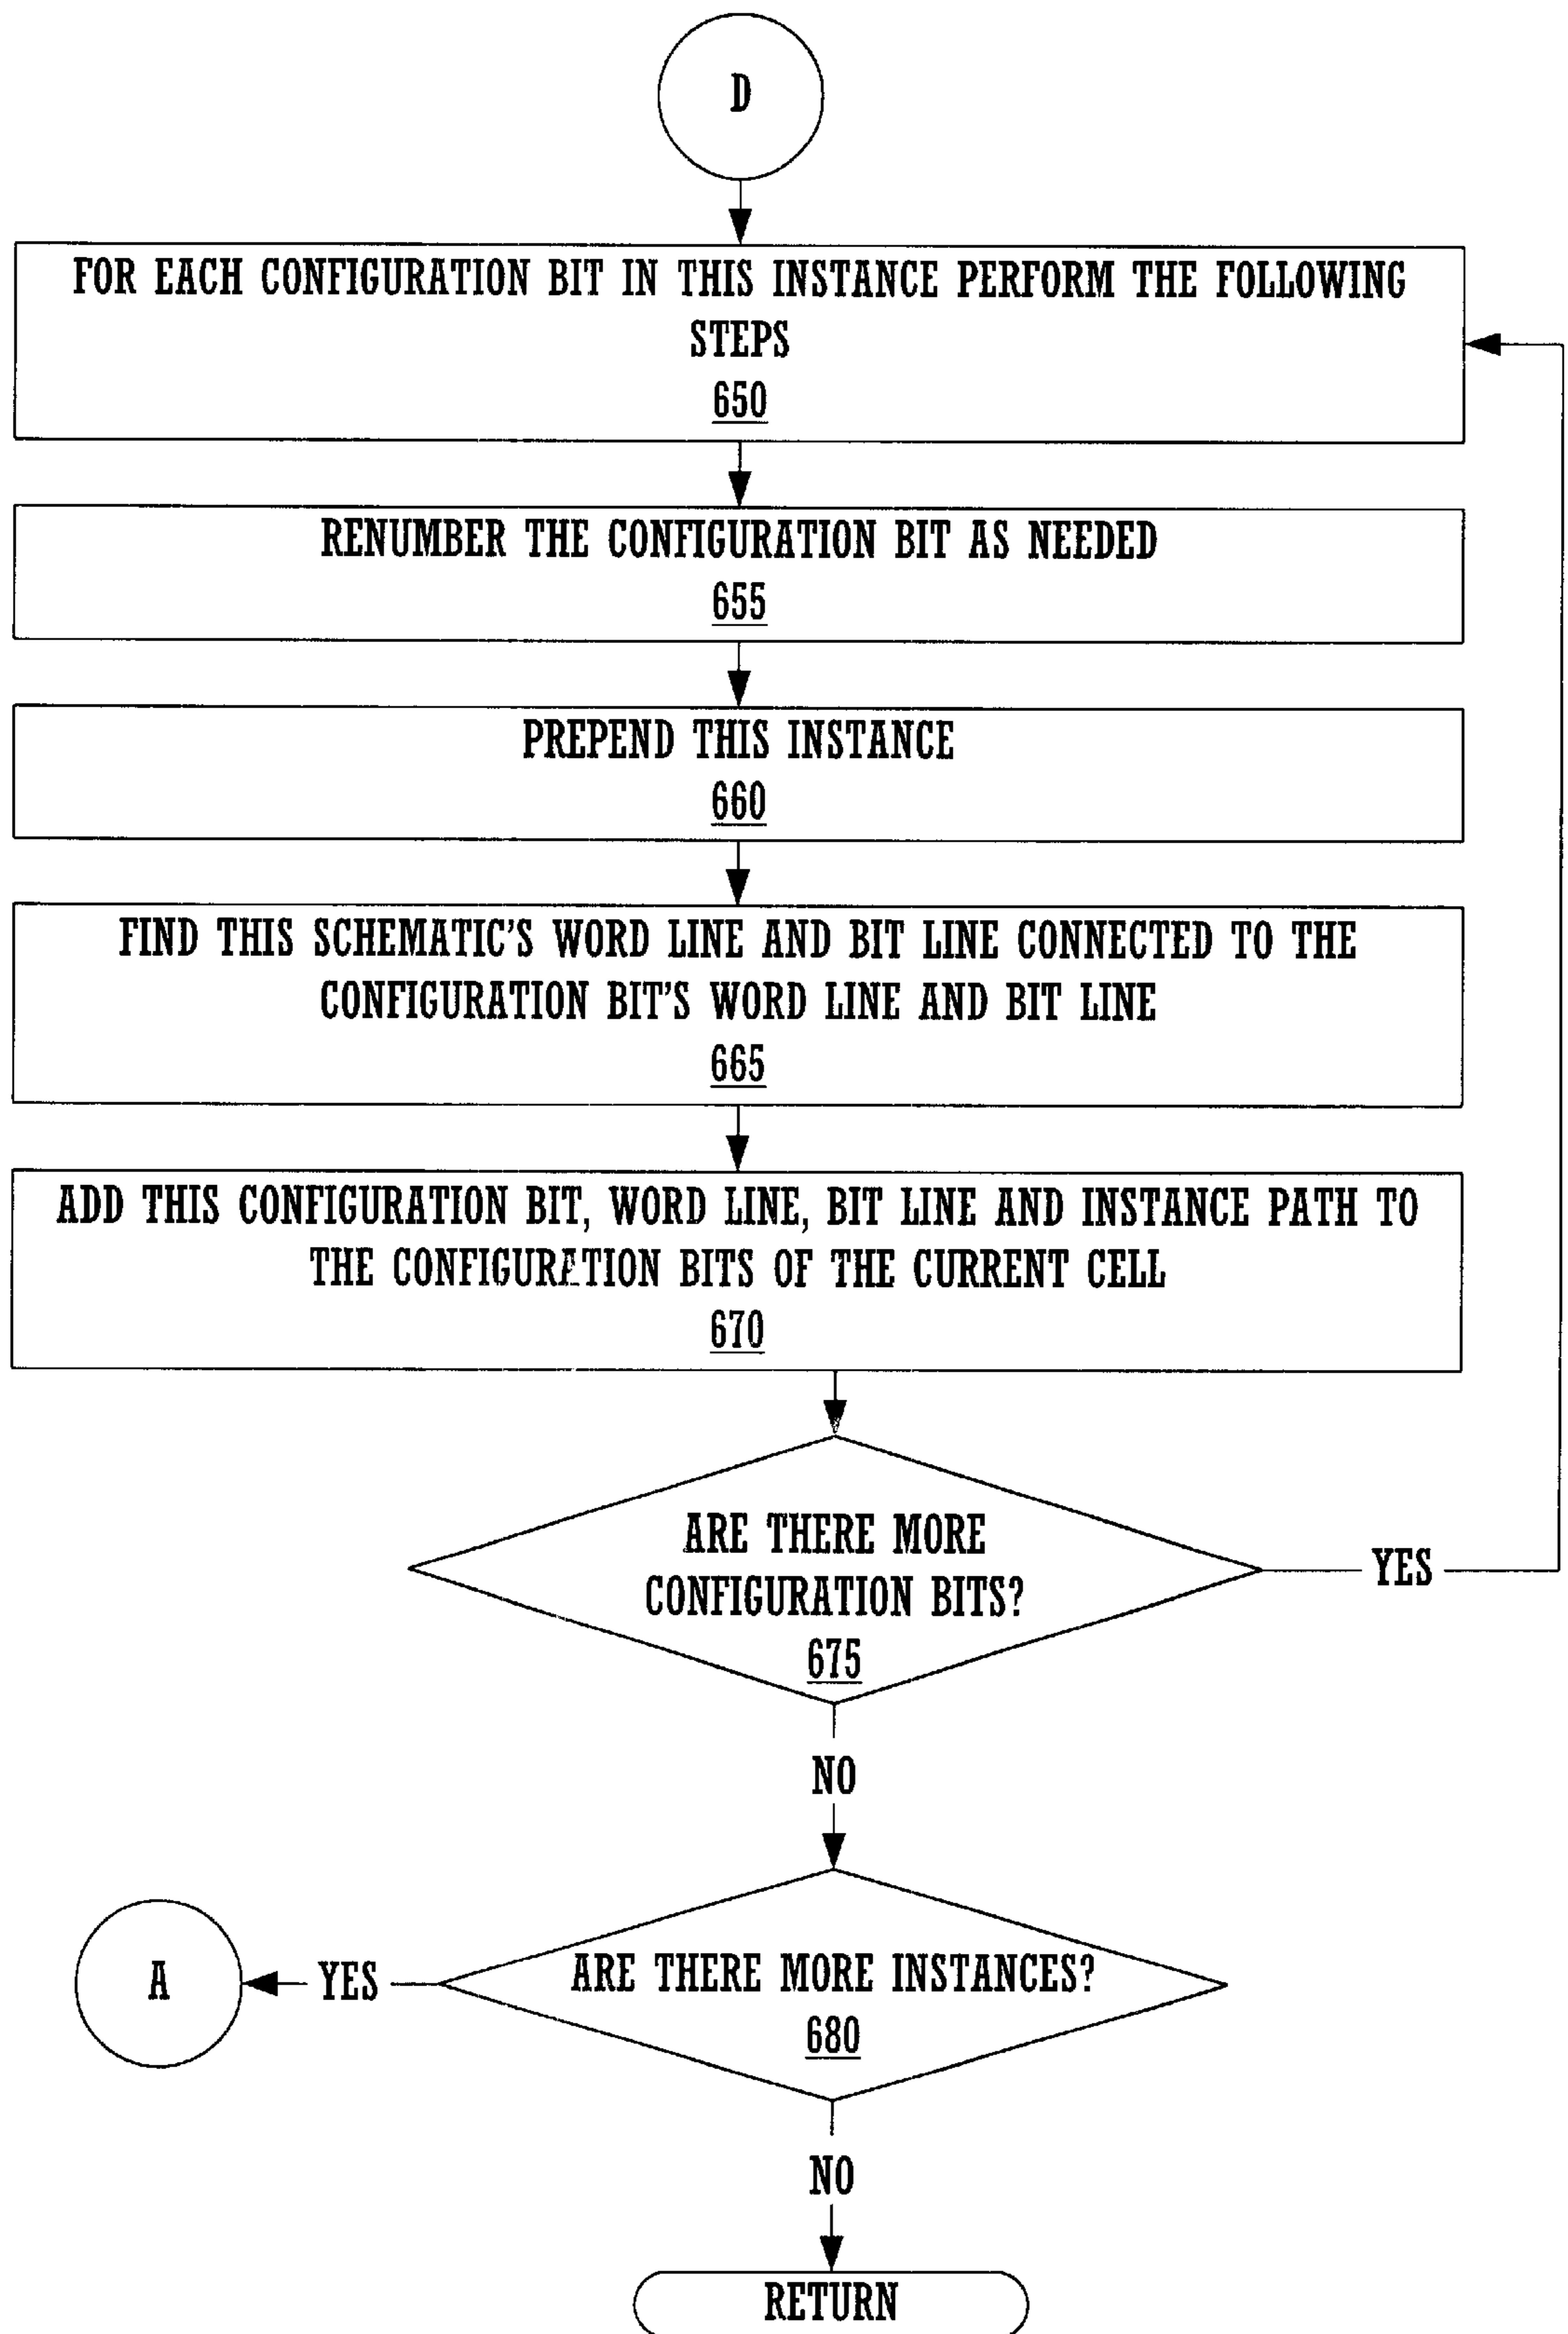 D
FOR EACH CONFIGURATION BIT IN THIS INSTANCE PERFORM THE FOLLOWING
STEPS
650
RENUMBER THE CONFIGURATION BIT AS NEEDED
655
PREPEND THIS INSTANCE
660
FIND THIS SCHEMATIC'S WORD LINE AND BIT LINE CONNECTED TO THE
CONFIGURATION BIT'S WORD LINE AND BIT LINE
665
ADD THIS CONFIGURATION BIT, WORD LINE, BIT LINE AND INSTANCE PATH TO
THE CONFIGURATION BITS OF THE CURRENT CELL
670
ARE THERE MORE
CONFIGURATION BITS?
675
YES
NO
A
YES
ARE THERE MORE INSTANCES?
680
NO
RETURN